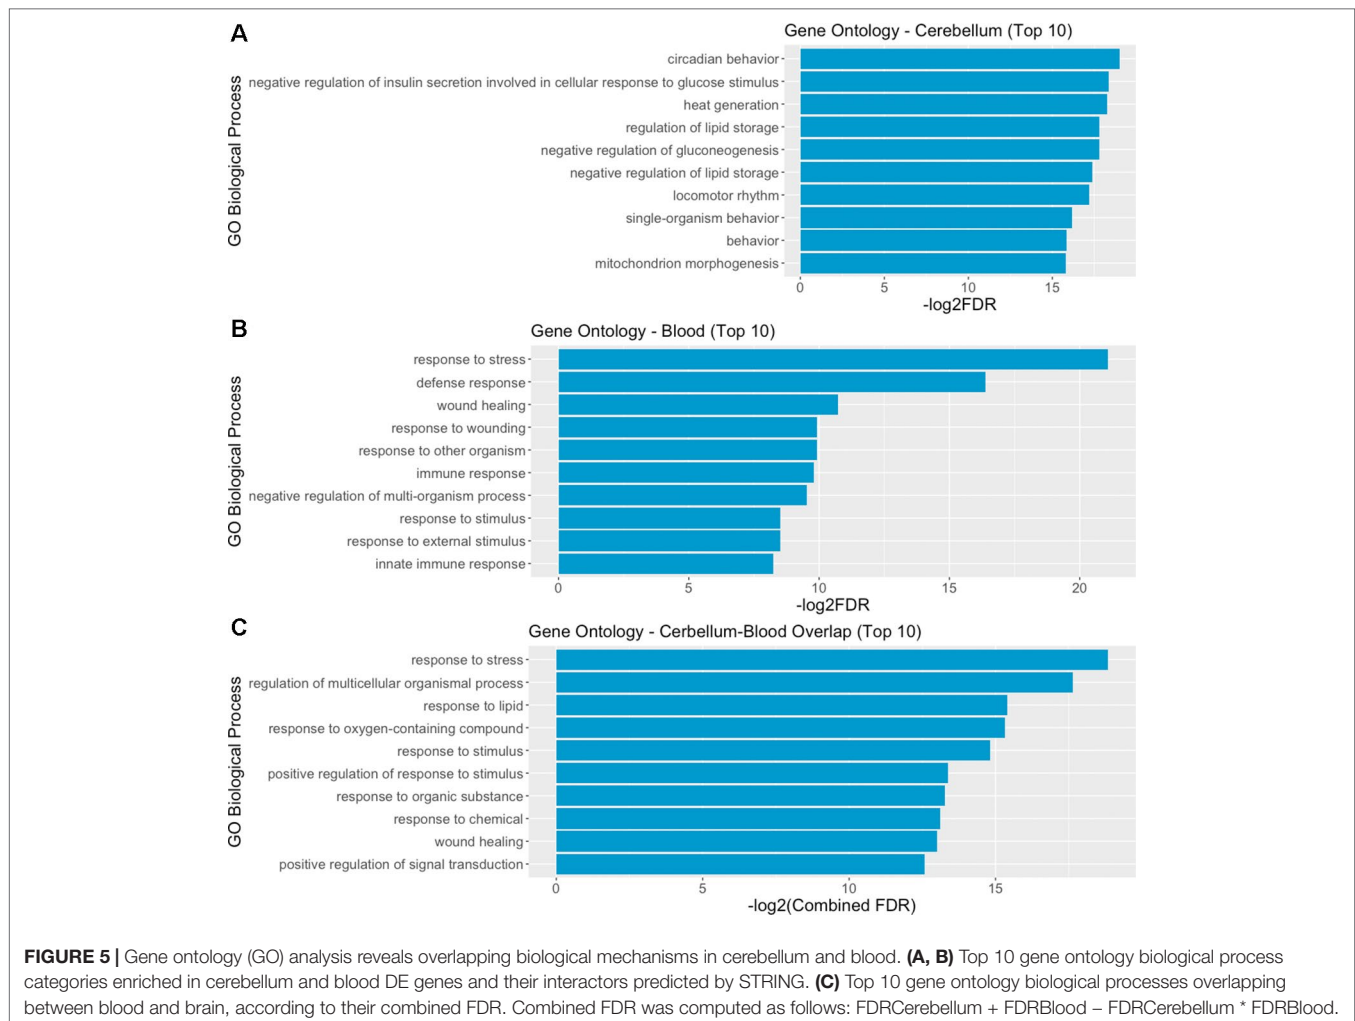 A
Gene Ontology - Cerebellum (Top 10)
GO Biological Process
circadian behavior
negative regulation of insulin secretion involved in cellular response to glucose stimulus
heat generation
regulation of lipid storage
negative regulation of gluconeogenesis
negative regulation of lipid storage
locomotor rhythm
single-organism behavior
behavior
mitochondrion morphogenesis
0 5 10 15
-log2FDR
B
Gene Ontology - Blood (Top 10)
GO Biological Process
response to stress
defense response
wound healing
response to wounding
response to other organism
immune response
negative regulation of multi-organism process
response to stimulus
response to external stimulus
innate immune response
0 5 10 15 20
-log2FDR
C
Gene Ontology - Cerbellum-Blood Overlap (Top 10)
GO Biological Process
response to stress
regulation of multicellular organismal process
response to lipid
response to oxygen-containing compound
response to stimulus
positive regulation of response to stimulus
response to organic substance
response to chemical
wound healing
positive regulation of signal transduction
0 5 10 15
-log2(Combined FDR)
FIGURE 5 | Gene ontology (GO) analysis reveals overlapping biological mechanisms in cerebellum and blood. (A, B) Top 10 gene ontology biological process
categories enriched in cerebellum and blood DE genes and their interactors predicted by STRING. (C) Top 10 gene ontology biological processes overlapping
between blood and brain, according to their combined FDR. Combined FDR was computed as follows: FDRCerebellum + FDRBlood – FDRCerebellum * FDRBlood.